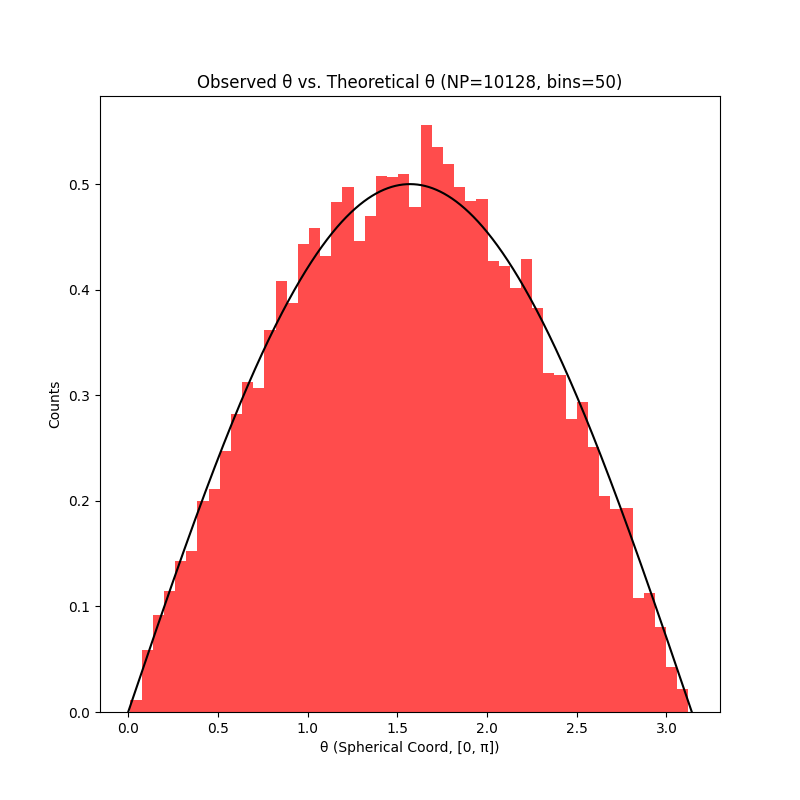 Observed θ vs. Theoretical θ (NP=10128, bins=50)
Counts
0.5
0.4
0.3
0.2
0.1
0.0
0.0 0.5 1.0 1.5 2.0 2.5 3.0
θ (Spherical Coord, [0, π])